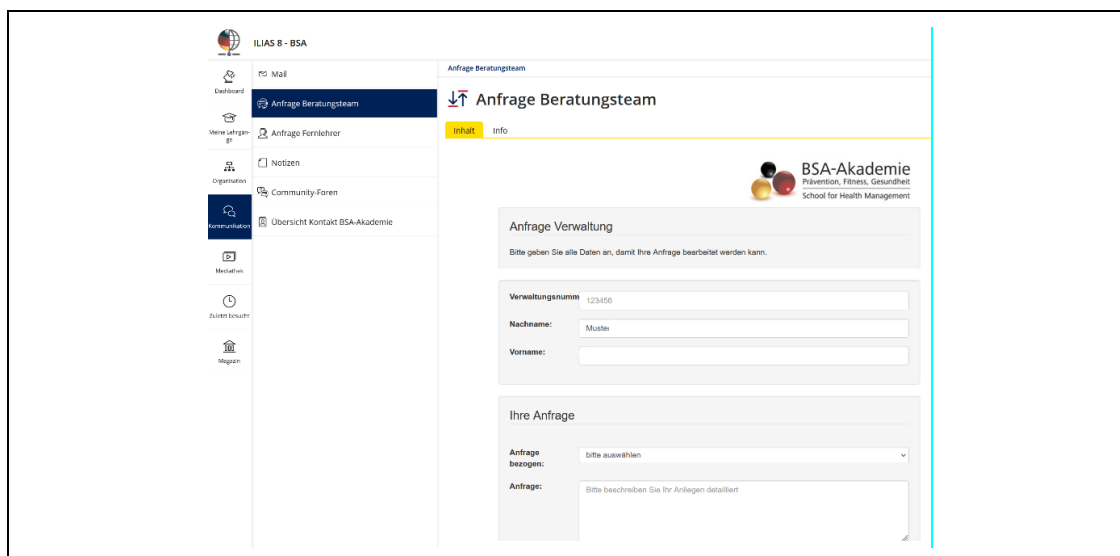 ILIAS 8 - BSA
Dashboard
Meine Lehrgän-
ge
Organisation
Kommunikation
Mediathek
Zuletzt besucht
Magazin
Mail
Anfrage Beratungsteam
Anfrage Fernlehrer
Notizen
Community-Foren
Übersicht Kontakt BSA-Akademie
Anfrage Beratungsteam
Anfrage Beratungsteam
Inhalt Info
BSA-Akademie
Prävention, Fitness, Gesundheit
School for Health Management
Anfrage Verwaltung
Bitte geben Sie alle Daten an, damit Ihre Anfrage bearbeitet werden kann.
Verwaltungsnumm 123456
Nachname: Muster
Vorname:
Ihre Anfrage
Anfrage
bezogen: bitte auswählen
Anfrage: Bitte beschreiben Sie Ihr Anliegen detailliert